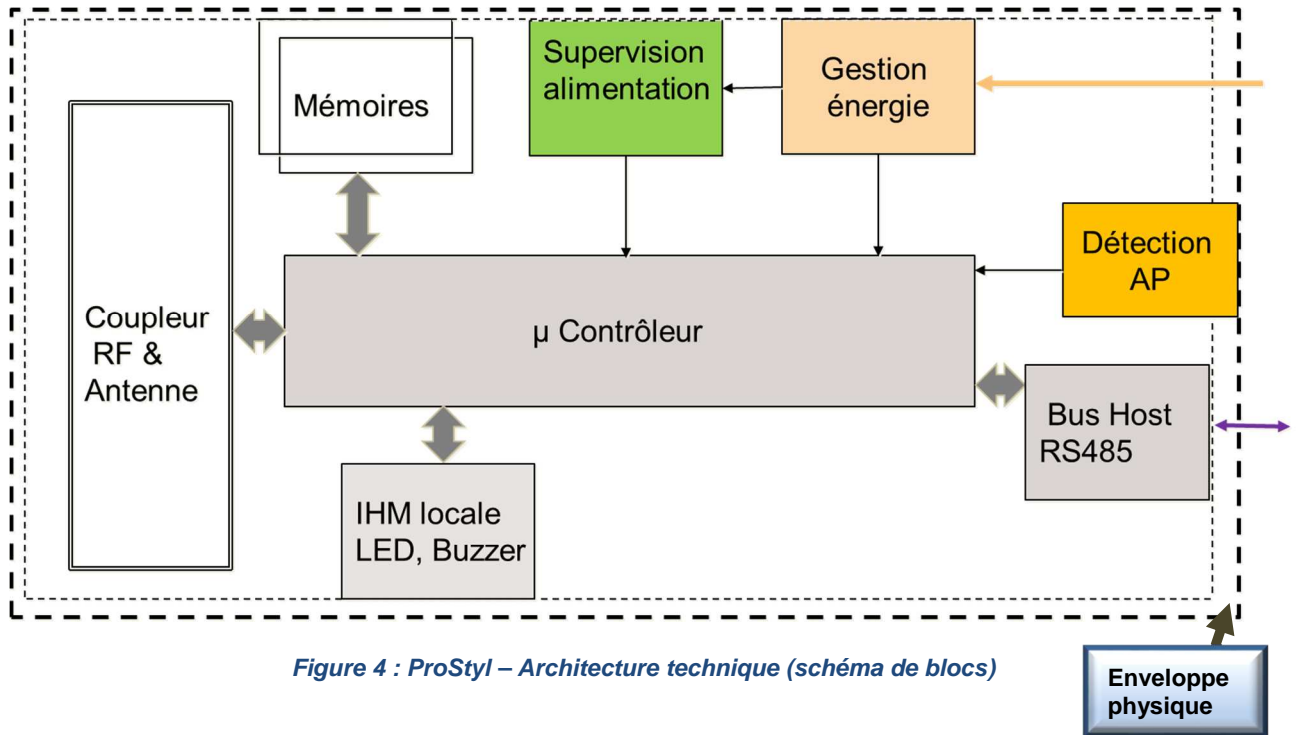 Supervision
alimentation
Gestion
énergie
Mémoires
Détection
AP
Coupleur
RF &
Antenne
µ Contrôleur
Bus Host
RS485
IHM locale
LED, Buzzer
Figure 4 : ProStyl – Architecture technique (schéma de blocs)
Enveloppe
physique